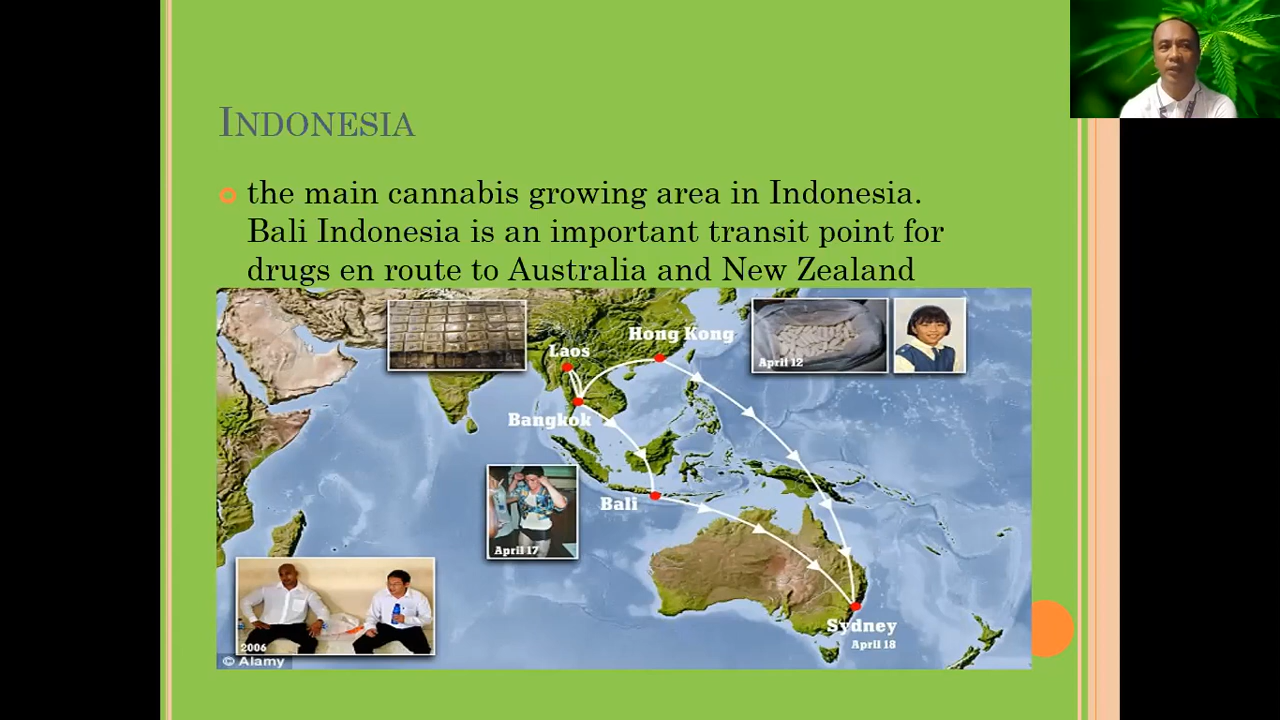 INDONESIA
the main cannabis growing area in Indonesia.
Bali Indonesia is an important transit point for
drugs en route to Australia and New Zealand
Hong Kong
Laos
April 12
Bangkok
Bali
April 17
Sydney
April 18
2006
© Alamy